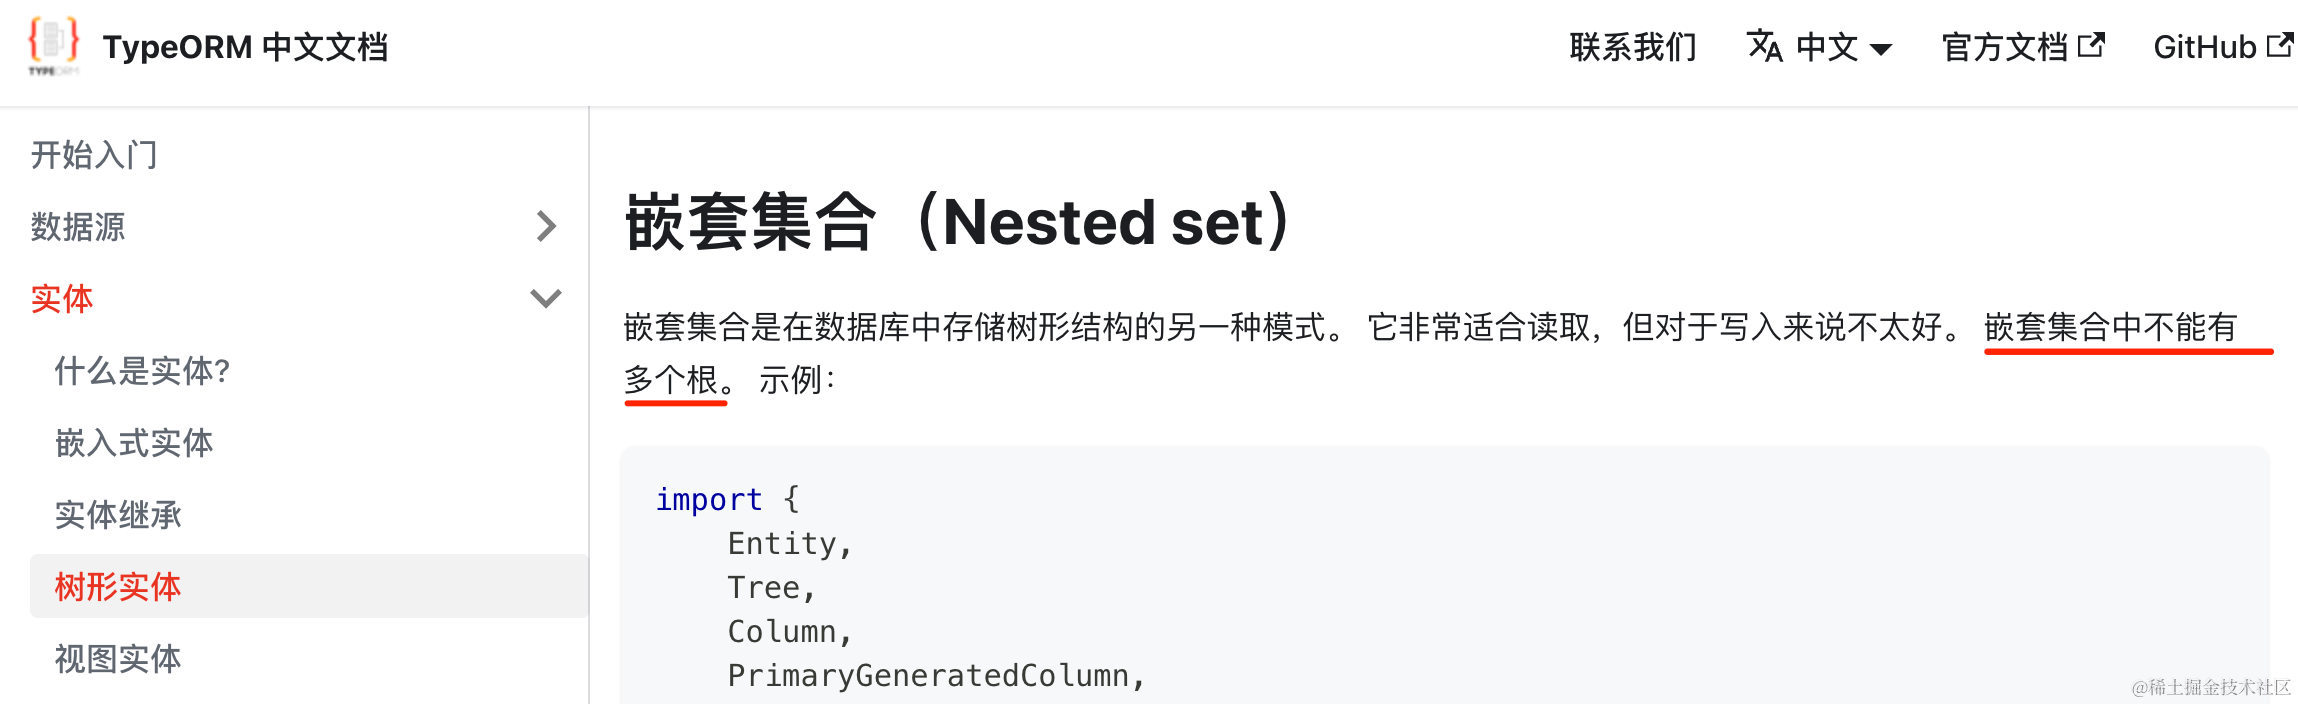 TYPEORM
TypeORM 中文文档
联系我们
中文
官方文档
GitHub
开始入门
数据源
实体
什么是实体?
嵌入式实体
实体继承
树形实体
视图实体
嵌套集合（Nested set）
嵌套集合是在数据库中存储树形结构的另一种模式。 它非常适合读取，但对于写入来说不太好。 嵌套集合中不能有
多个根。 示例：
import {
Entity,
Tree,
Column,
PrimaryGeneratedColumn,
@稀土掘金技术社区